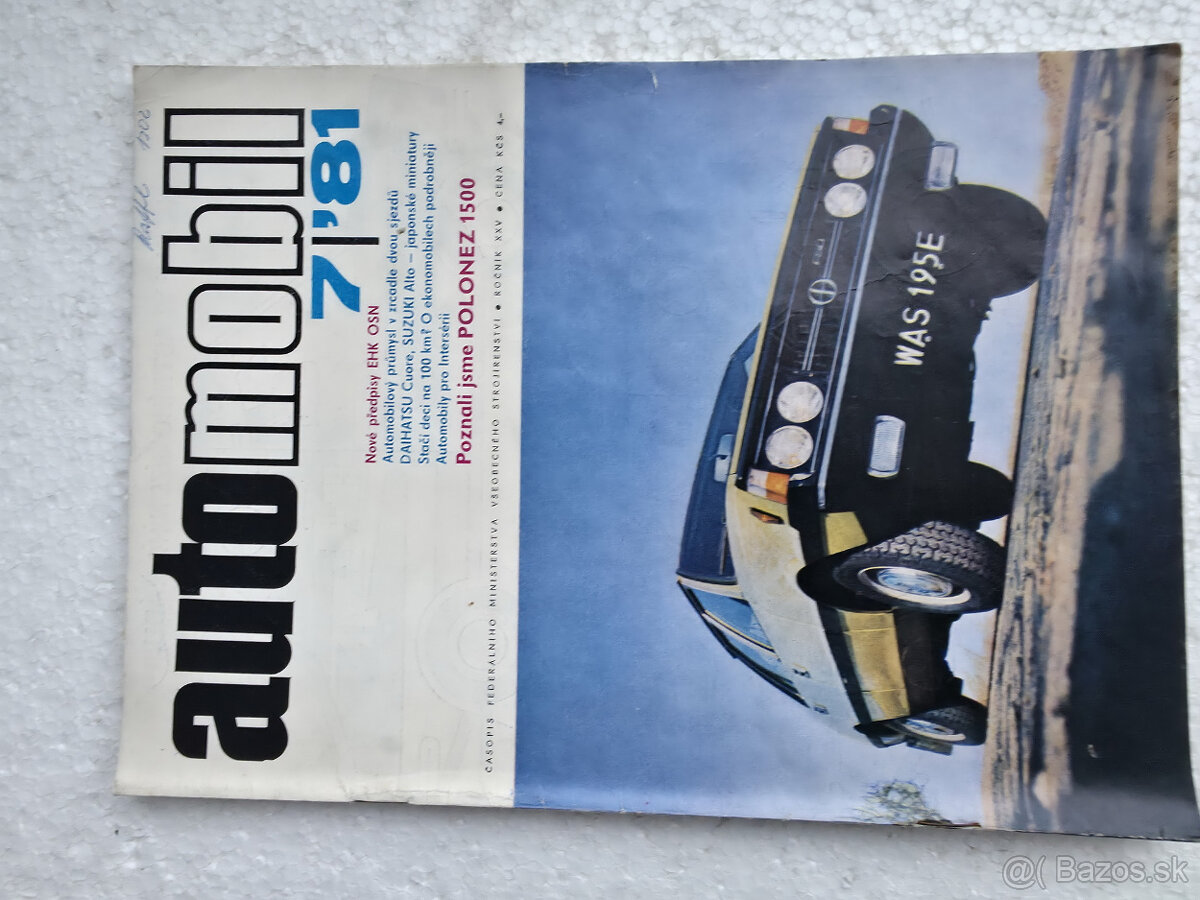 automobil
7|'81
Nové předpisy EHK OSN
Automobilový průmysl v zrcadle dvou sjezdů
DAIHATSU Cuore, SUZUKI Alto – japonské miniatury
Stačí deci na 100 km? O ekonomobilech podrobněji
Automobily pro Intersérii
Poznali jsme POLONEZ 1500
ČASOPIS FEDERÁLNÍHO MINISTERSTVA VŠEOBECNÉHO STROJÍRENSTVÍ • ROČNÍK XXV • CENA KČS 4,–
WAS 195E
@( Bazos.sk